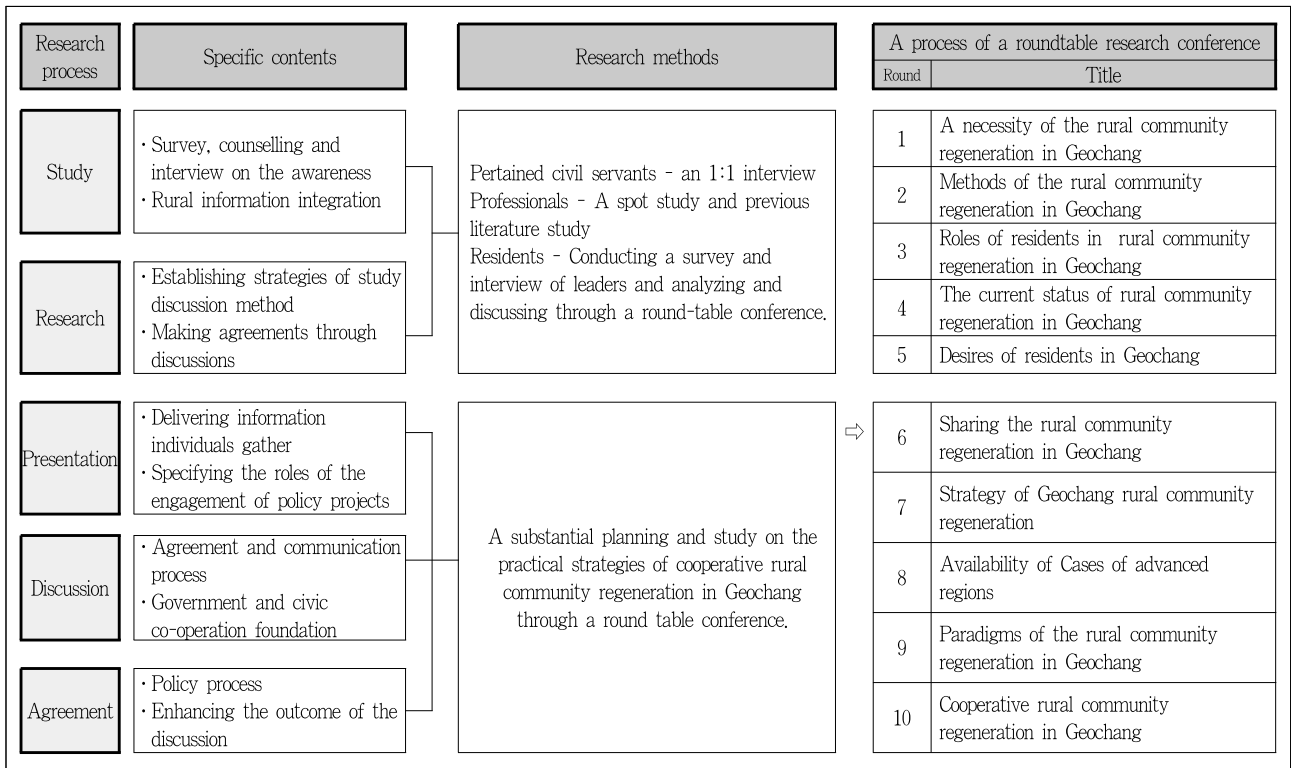 Research
process
Specific contents
Research methods
A process of a roundtable research conference
Round
Title
Study
· Survey, counselling and
interview on the awareness
· Rural information integration
Research
· Establishing strategies of study
discussion method
· Making agreements through
discussions
Pertained civil servants - an 1:1 interview
Professionals - A spot study and previous
literature study
Residents - Conducting a survey and
interview of leaders and analyzing and
discussing through a round-table conference.
1
A necessity of the rural community
regeneration in Geochang
2
Methods of the rural community
regeneration in Geochang
3
Roles of residents in rural community
regeneration in Geochang
4
The current status of rural community
regeneration in Geochang
5
Desires of residents in Geochang
Presentation
· Delivering information
individuals gather
· Specifying the roles of the
engagement of policy projects
Discussion
· Agreement and communication
process
· Government and civic
co-operation foundation
Agreement
· Policy process
· Enhancing the outcome of the
discussion
A substantial planning and study on the
practical strategies of cooperative rural
community regeneration in Geochang
through a round table conference.
⇨
6
Sharing the rural community
regeneration in Geochang
7
Strategy of Geochang rural community
regeneration
8
Availability of Cases of advanced
regions
9
Paradigms of the rural community
regeneration in Geochang
10
Cooperative rural community
regeneration in Geochang